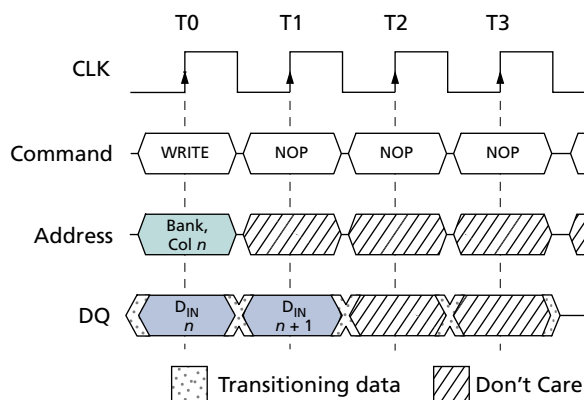 T0 T1 T2 T3
CLK
Command WRITE NOP NOP NOP
Address Bank,
Col n
DQ DIN
n
DIN
n + 1
Transitioning data Don't Care